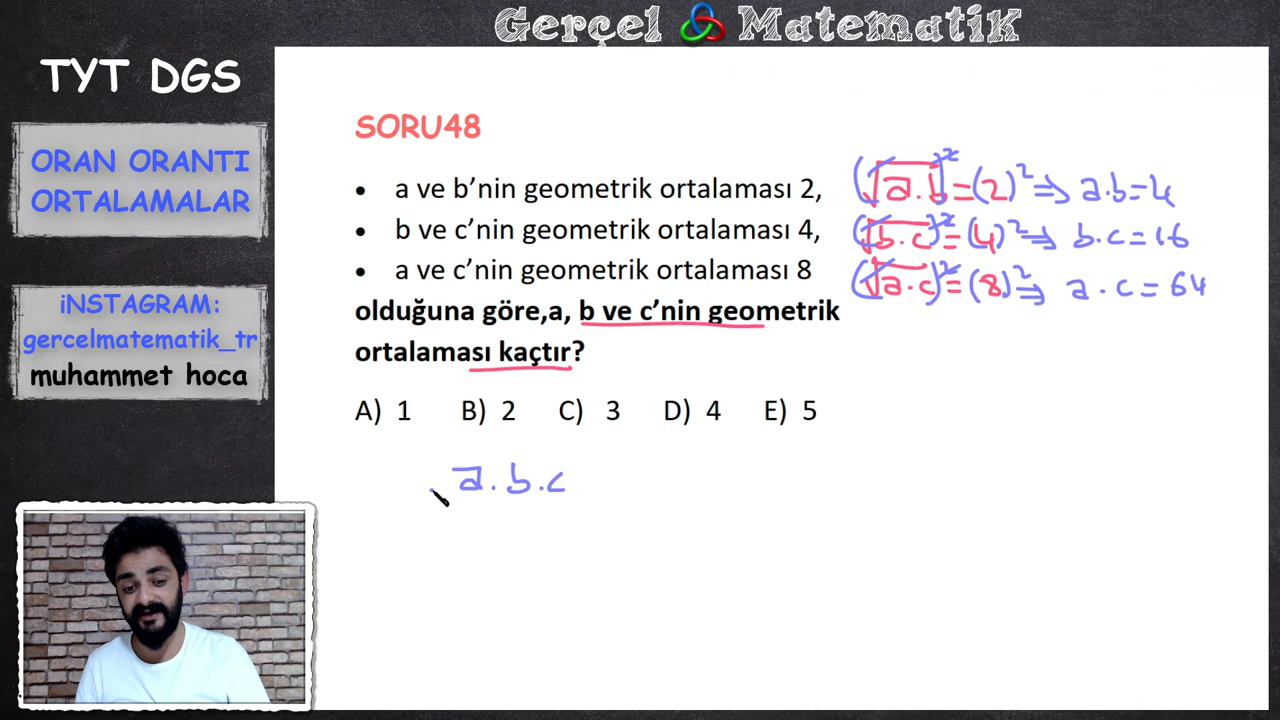 Gerçel Matematik
TYT DGS
ORAN ORANTI
ORTALAMALAR
iNSTAGRAM:
gercelmatematik_tr
muhammet hoca
SORU48
• a ve b’nin geometrik ortalaması 2,
• b ve c’nin geometrik ortalaması 4,
• a ve c’nin geometrik ortalaması 8
olduğuna göre,a, b ve c’nin geometrik
ortalaması kaçtır?
A) 1 B) 2 C) 3 D) 4 E) 5
(√a.b)² = (2)² ⇒ a.b=4
(√b.c)² = (4)² ⇒ b.c=16
(√a.c)² = (8)² ⇒ a.c=64
a.b.c